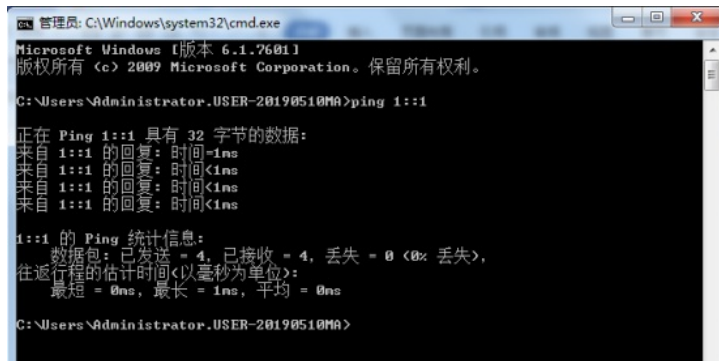 管理员: C:\Windows\system32\cmd.exe
Microsoft Windows [版本 6.1.7601]
版权所有 (c) 2009 Microsoft Corporation。保留所有权利。
C:\Users\Administrator.USER-20190510MA>ping 1::1
正在 Ping 1::1 具有 32 字节的数据:
来自 1::1 的回复: 时间=1ms
来自 1::1 的回复: 时间<1ms
来自 1::1 的回复: 时间<1ms
来自 1::1 的回复: 时间<1ms
1::1 的 Ping 统计信息:
数据包: 已发送 = 4, 已接收 = 4, 丢失 = 0 (0% 丢失),
往返行程的估计时间(以毫秒为单位):
最短 = 0ms, 最长 = 1ms, 平均 = 0ms
C:\Users\Administrator.USER-20190510MA>